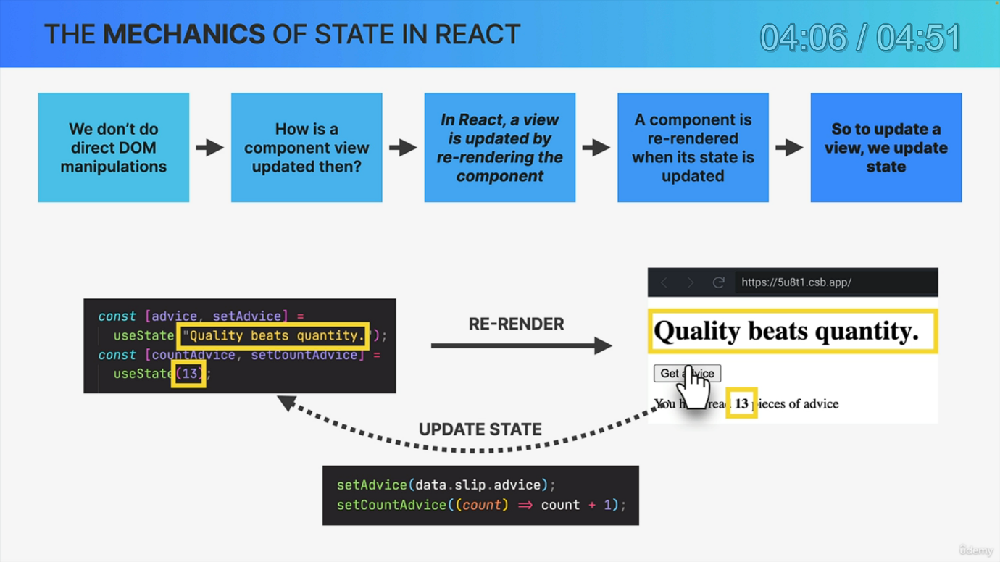 THE MECHANICS OF STATE IN REACT
04:06 / 04:51
We don’t do
direct DOM
manipulations
How is a
component view
updated then?
In React, a view
is updated by
re-rendering the
component
A component is
re-rendered
when its state is
updated
So to update a
view, we update
state
const [advice, setAdvice] =
useState("Quality beats quantity.");
const [countAdvice, setCountAdvice] =
useState(13);
RE-RENDER
https://5u8t1.csb.app/
Quality beats quantity.
Get advice
You have read 13 pieces of advice
UPDATE STATE
setAdvice(data.slip.advice);
setCountAdvice((count) => count + 1);
ûdemy